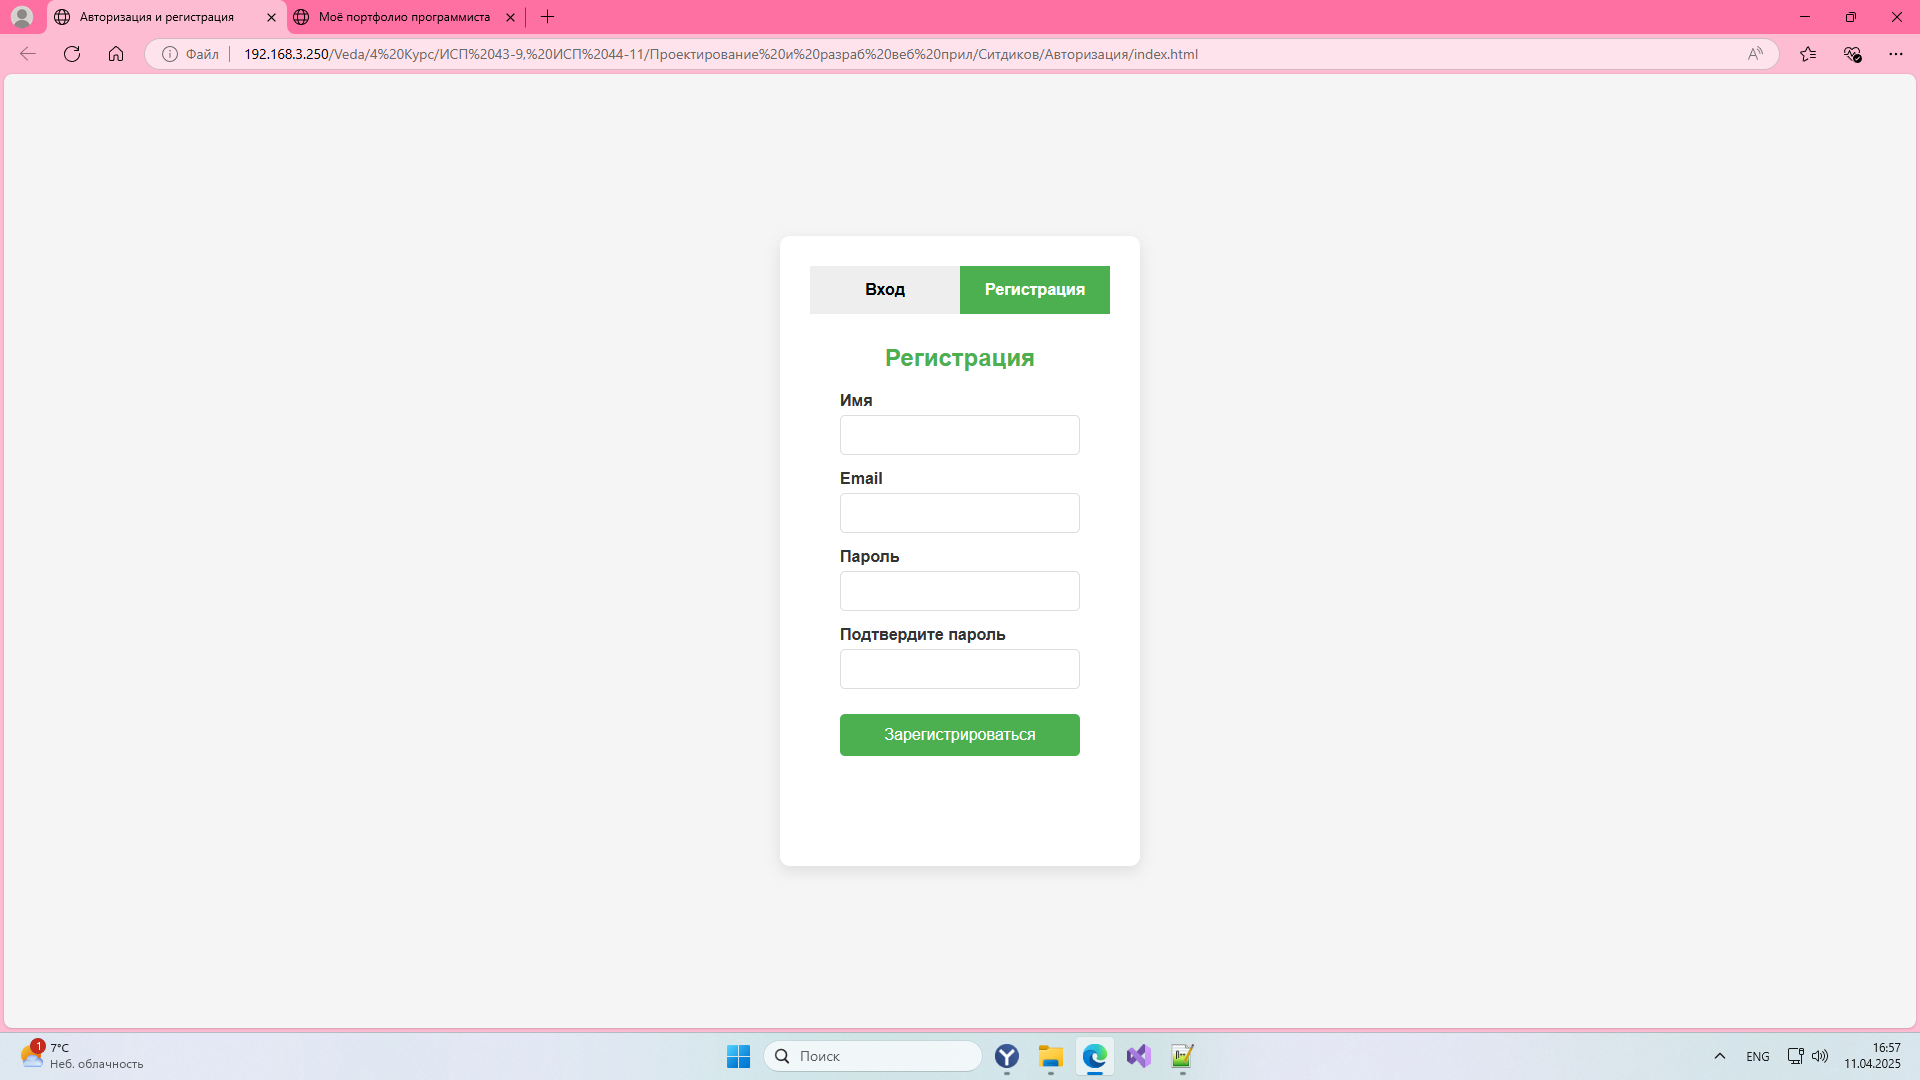 Авторизация и регистрация
Моё портфолио программиста
Файл
192.168.3.250/Veda/4%20Курс/ИСП%2043-9,%20ИСП%2044-11/Проектирование%20и%20разраб%20веб%20прил/Ситдиков/Авторизация/index.html
Вход
Регистрация
Регистрация
Имя
Email
Пароль
Подтвердите пароль
Зарегистрироваться
1
7°C
Неб. облачность
Поиск
ENG
16:57
11.04.2025